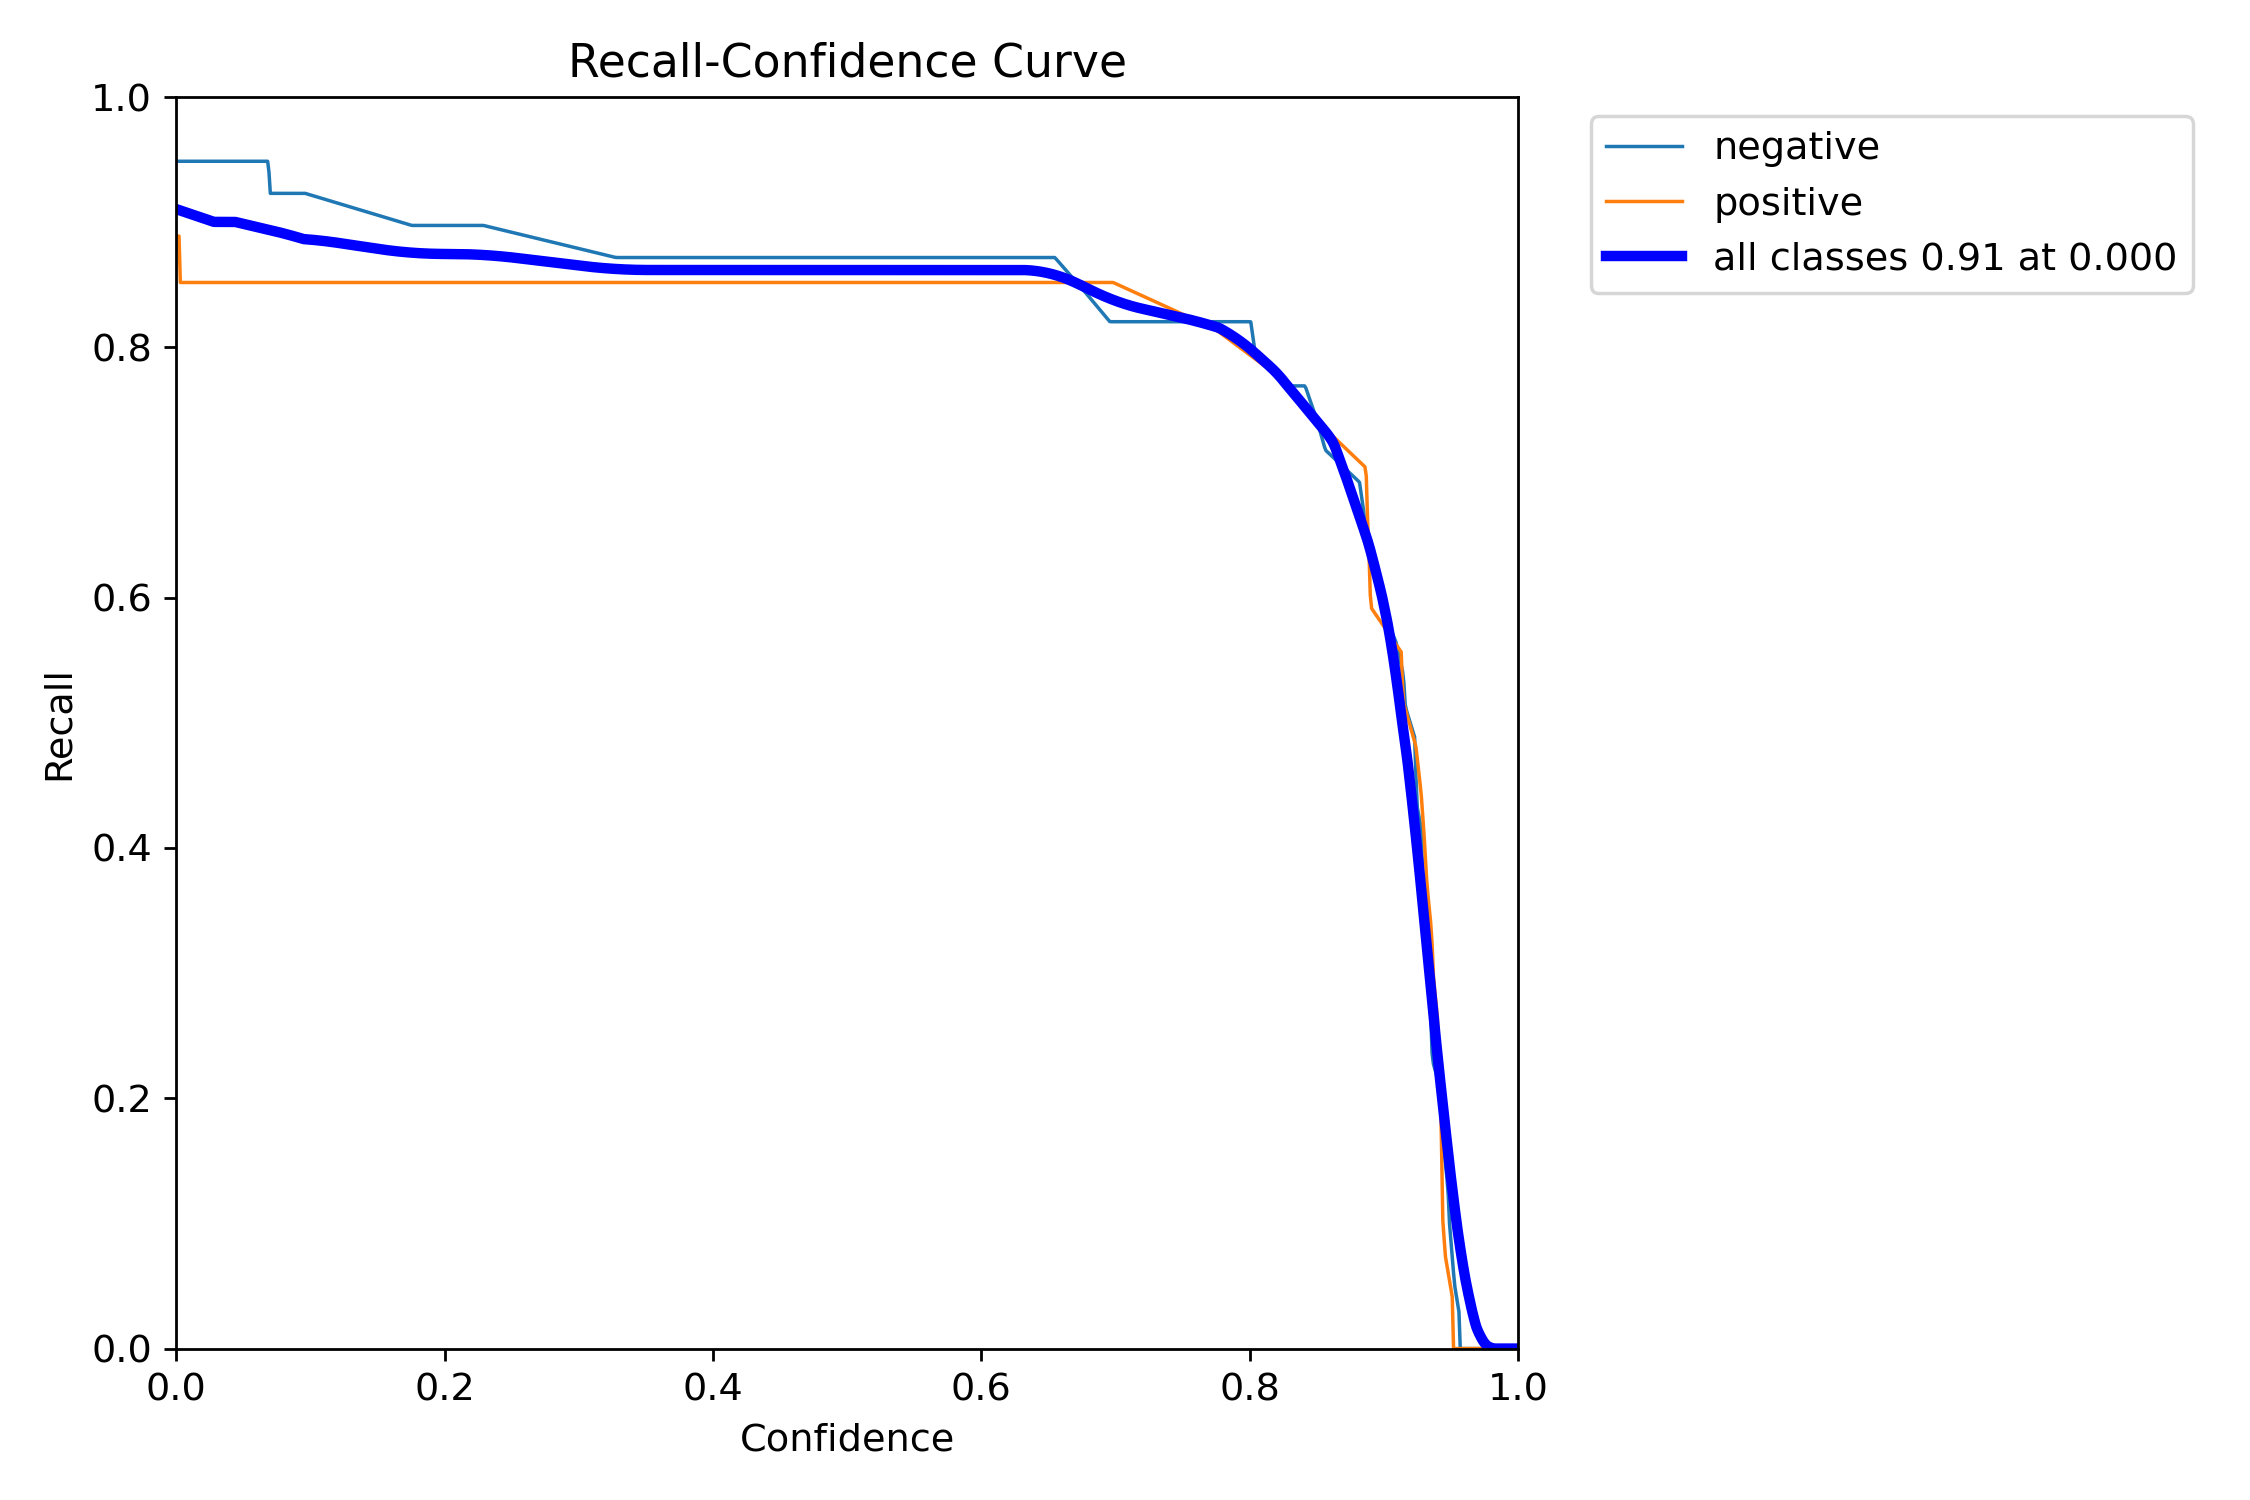 Recall-Confidence Curve
1.0
0.8
0.6
0.4
0.2
0.0
Recall
0.0 0.2 0.4 0.6 0.8 1.0
Confidence
negative
positive
all classes 0.91 at 0.000